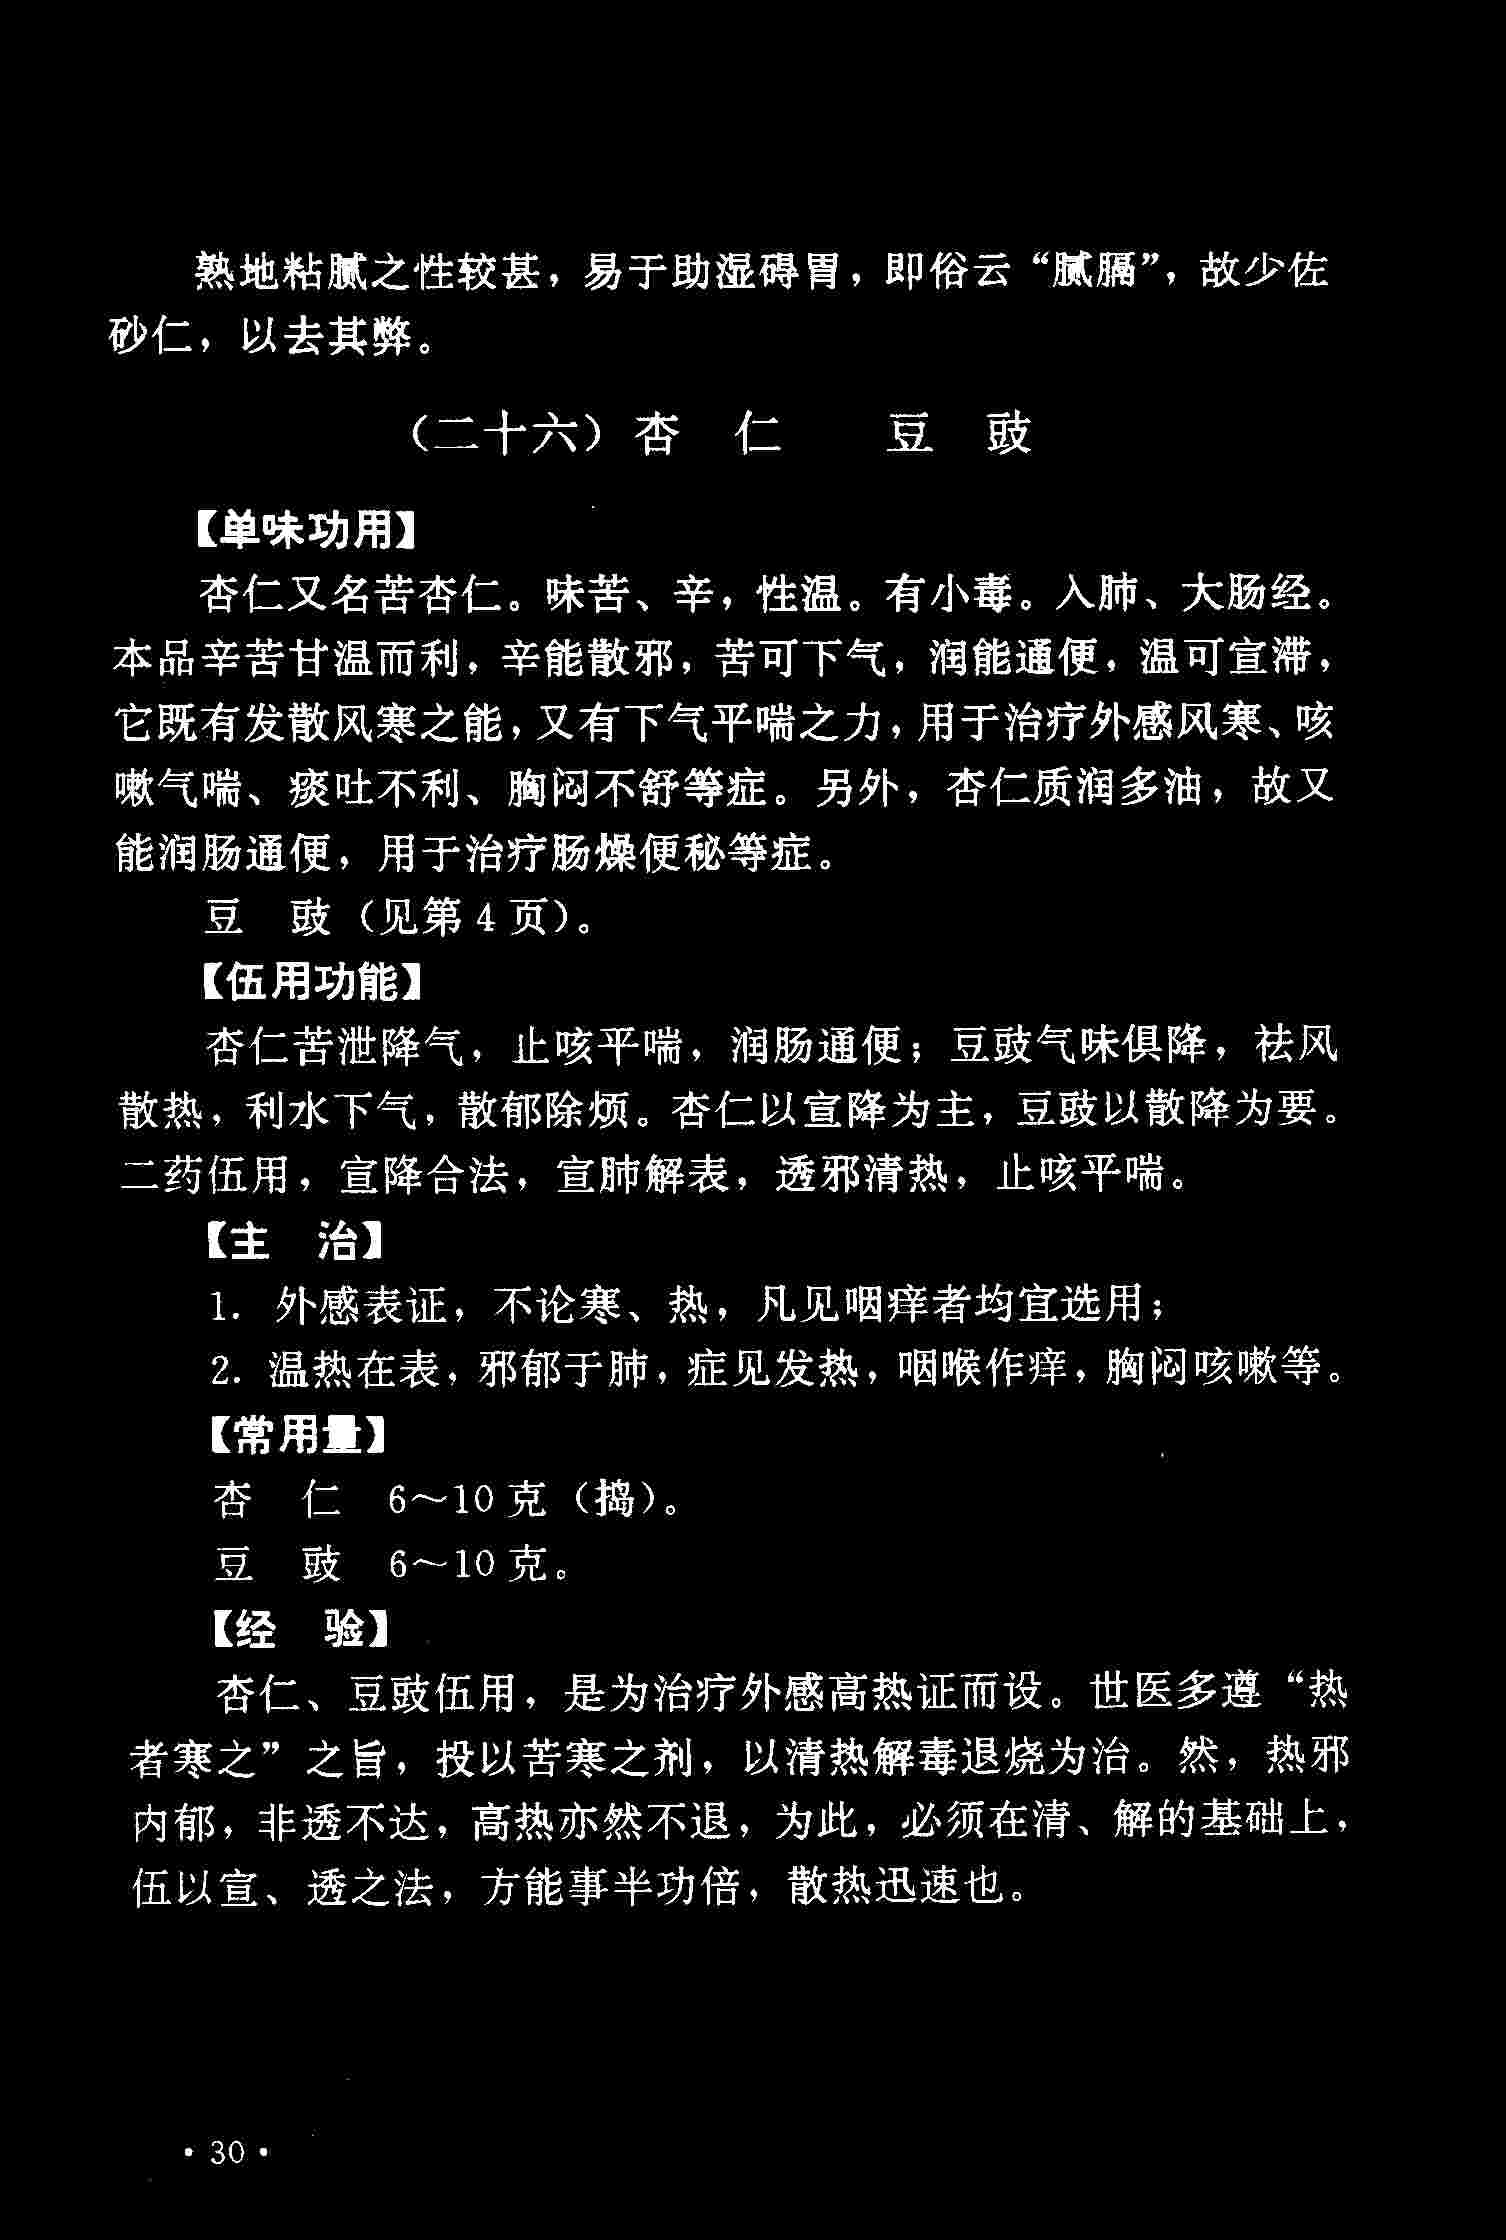 熟地粘腻之性较甚，易于助湿碍胃，即俗云“腻膈”，故少佐
砂仁，以去其弊。
（二十六）杏　仁　　豆　豉
【单味功用】
杏仁又名苦杏仁。味苦、辛，性温。有小毒。入肺、大肠经。
本品辛苦甘温而利，辛能散邪，苦可下气，润能通便，温可宣滞，
它既有发散风寒之能，又有下气平喘之力，用于治疗外感风寒、咳
嗽气喘、痰吐不利、胸闷不舒等症。另外，杏仁质润多油，故又
能润肠通便，用于治疗肠燥便秘等症。
豆　豉（见第 4 页）。
【伍用功能】
杏仁苦泄降气，止咳平喘，润肠通便；豆豉气味俱降，祛风
散热，利水下气，散郁除烦。杏仁以宣降为主，豆豉以散降为要。
二药伍用，宣降合法，宣肺解表，透邪清热，止咳平喘。
【主　治】
1. 外感表证，不论寒、热，凡见咽痒者均宜选用；
2. 温热在表，邪郁于肺，症见发热，咽喉作痒，胸闷咳嗽等。
【常用量】
杏　仁　6～10 克（捣）。
豆　豉　6～10 克。
【经　验】
杏仁、豆豉伍用，是为治疗外感高热证而设。世医多遵“热
者寒之”之旨，投以苦寒之剂，以清热解毒退烧为治。然，热邪
内郁，非透不达，高热亦然不退，为此，必须在清、解的基础上，
伍以宣、透之法，方能事半功倍，散热迅速也。
· 30 ·